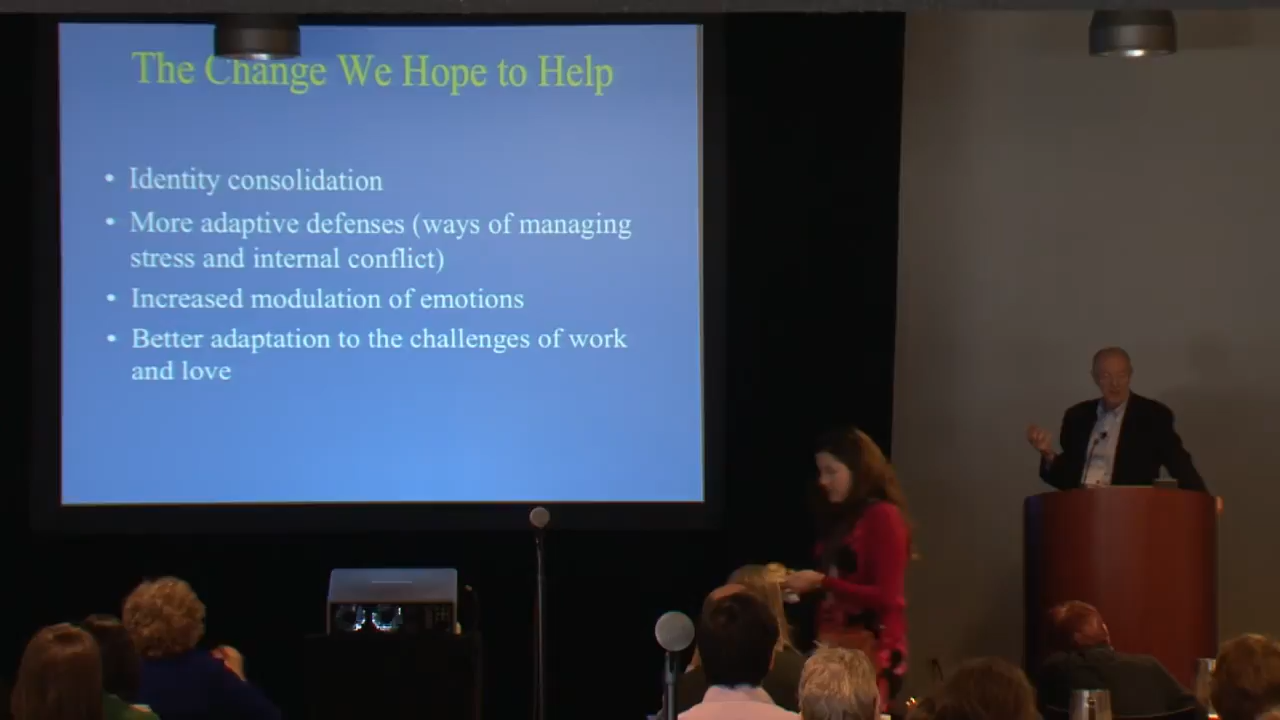 The Change We Hope to Help
• Identity consolidation
• More adaptive defenses (ways of managing
stress and internal conflict)
• Increased modulation of emotions
• Better adaptation to the challenges of work
and love